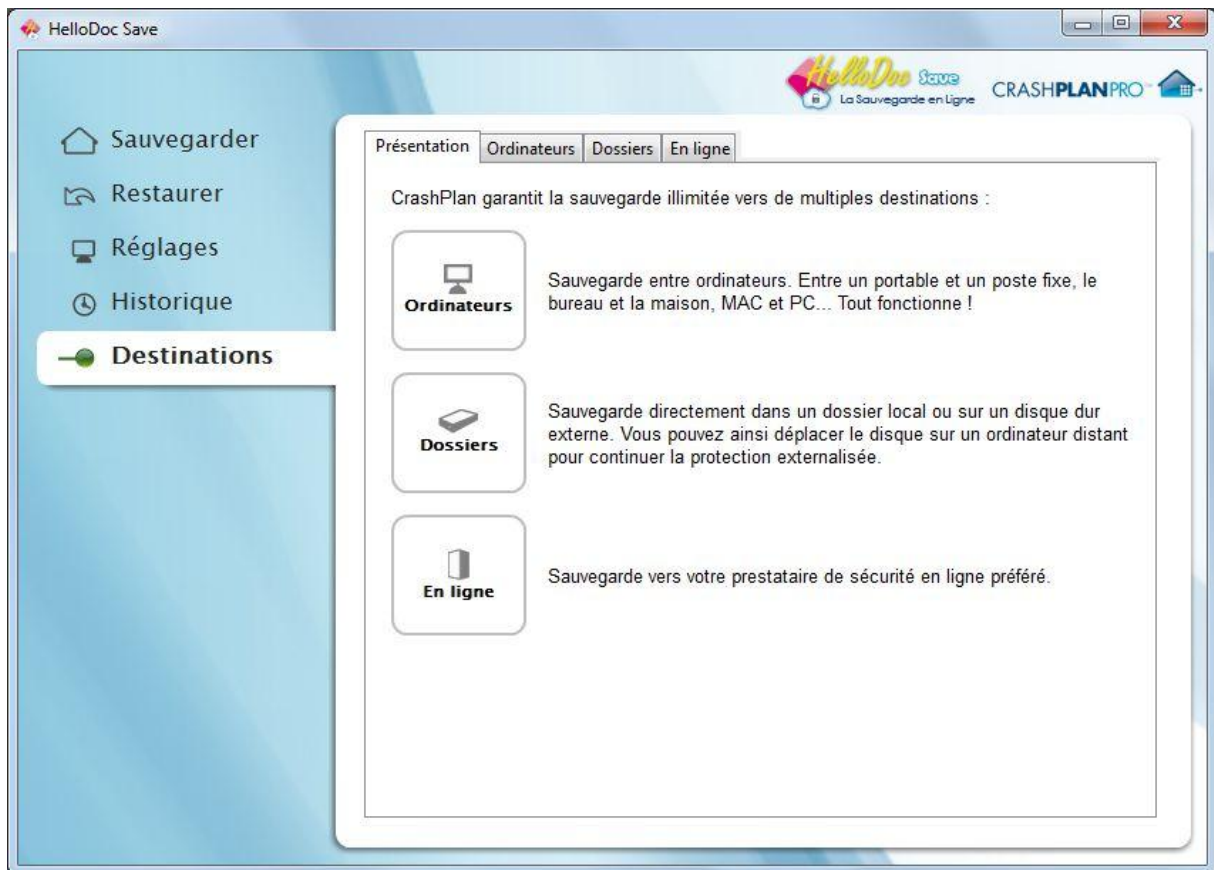 HelloDoc Save
HelloDoc Save
La Sauvegarde en Ligne
CRASHPLANPRO™
Sauvegarder
Restaurer
Réglages
Historique
Destinations
Présentation Ordinateurs Dossiers En ligne
CrashPlan garantit la sauvegarde illimitée vers de multiples destinations :
Ordinateurs
Sauvegarde entre ordinateurs. Entre un portable et un poste fixe, le
bureau et la maison, MAC et PC... Tout fonctionne !
Dossiers
Sauvegarde directement dans un dossier local ou sur un disque dur
externe. Vous pouvez ainsi déplacer le disque sur un ordinateur distant
pour continuer la protection externalisée.
En ligne
Sauvegarde vers votre prestataire de sécurité en ligne préféré.